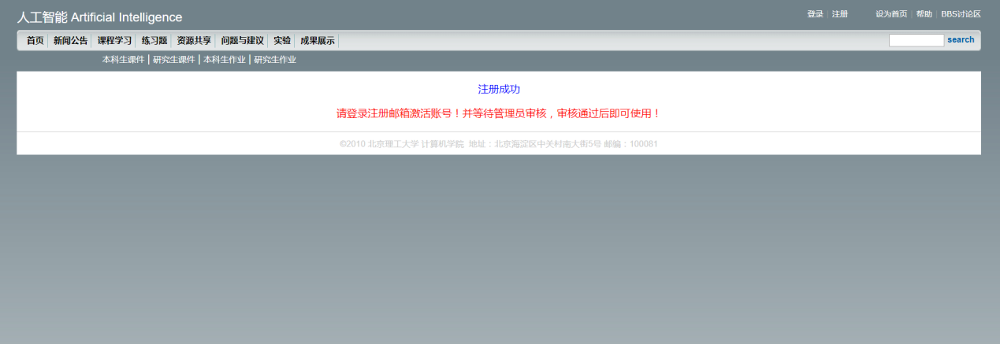 人工智能 Artificial Intelligence
登录 | 注册 设为首页 | 帮助 | BBS讨论区
首页 新闻公告 课程学习 练习题 资源共享 问题与建议 实验 成果展示 search
本科生课件 | 研究生课件 | 本科生作业 | 研究生作业
注册成功
请登录注册邮箱激活账号！并等待管理员审核，审核通过后即可使用！
©2010 北京理工大学 计算机学院 地址：北京海淀区中关村南大街5号 邮编：100081